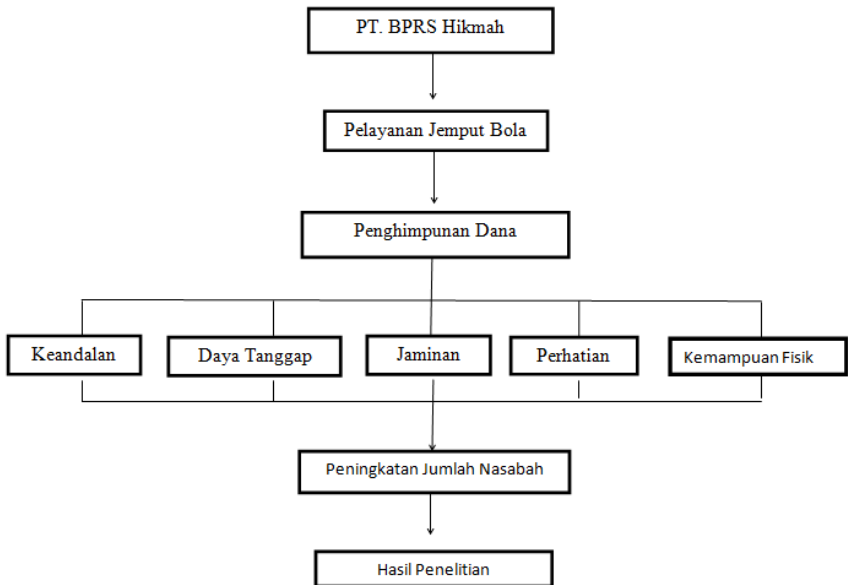 PT. BPRS Hikmah
Pelayanan Jemput Bola
Penghimpunan Dana
Keandalan
Daya Tanggap
Jaminan
Perhatian
Kemampuan Fisik
Peningkatan Jumlah Nasabah
Hasil Penelitian